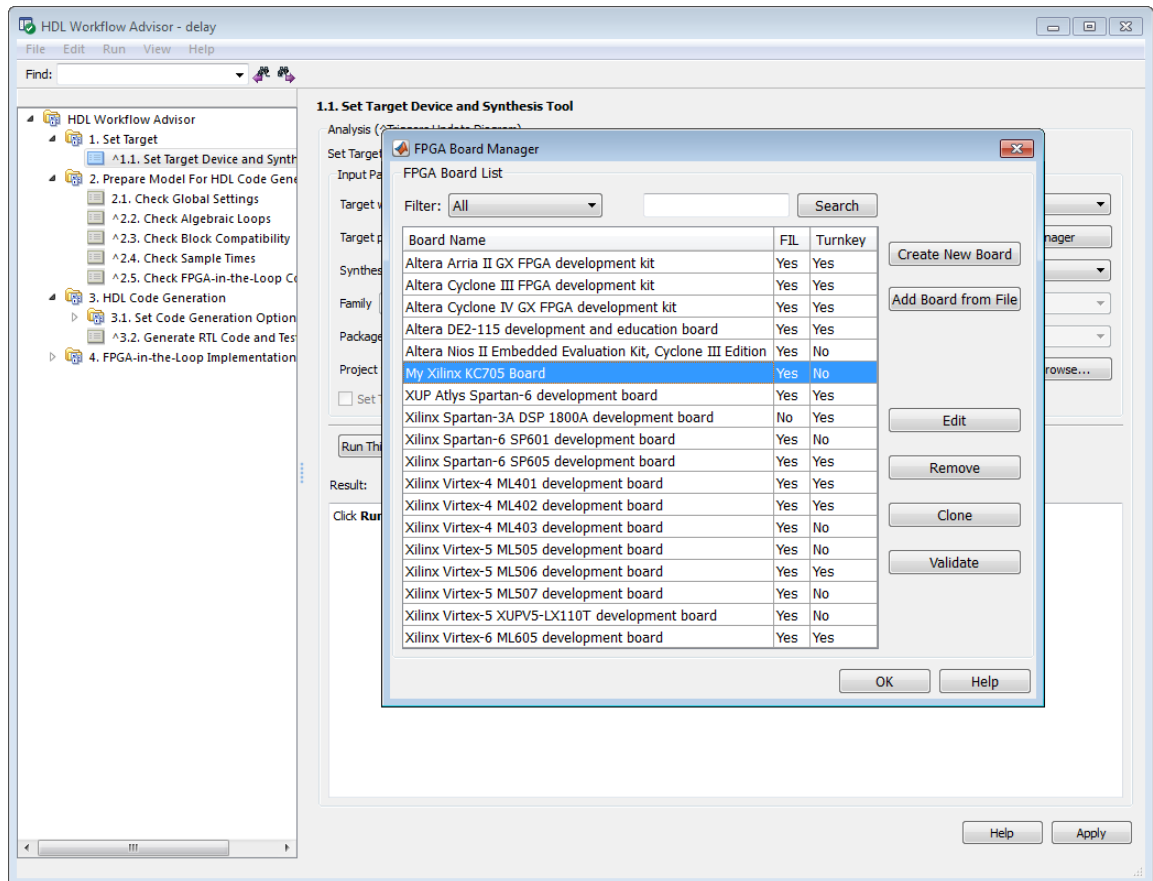 HDL Workflow Advisor - delay
File Edit Run View Help
Find:
HDL Workflow Advisor
1. Set Target
^1.1. Set Target Device and Synth
2. Prepare Model For HDL Code Gene
2.1. Check Global Settings
^2.2. Check Algebraic Loops
^2.3. Check Block Compatibility
^2.4. Check Sample Times
^2.5. Check FPGA-in-the-Loop Co
3. HDL Code Generation
3.1. Set Code Generation Option
^3.2. Generate RTL Code and Tes
4. FPGA-in-the-Loop Implementation
1.1. Set Target Device and Synthesis Tool
Analysis (^Triggers Update Diagram)
Set Target
Input Pa
Target w
Target p
nager
Synthes
Family
Package
Project
rowse...
Set T
Run Thi
Result:
Click Run
FPGA Board Manager
FPGA Board List
Filter: All Search
Board Name FIL Turnkey
Altera Arria II GX FPGA development kit Yes Yes
Altera Cyclone III FPGA development kit Yes Yes
Altera Cyclone IV GX FPGA development kit Yes Yes
Altera DE2-115 development and education board Yes Yes
Altera Nios II Embedded Evaluation Kit, Cyclone III Edition Yes No
My Xilinx KC705 Board Yes No
XUP Atlys Spartan-6 development board Yes Yes
Xilinx Spartan-3A DSP 1800A development board No Yes
Xilinx Spartan-6 SP601 development board Yes No
Xilinx Spartan-6 SP605 development board Yes Yes
Xilinx Virtex-4 ML401 development board Yes Yes
Xilinx Virtex-4 ML402 development board Yes Yes
Xilinx Virtex-4 ML403 development board Yes No
Xilinx Virtex-5 ML505 development board Yes No
Xilinx Virtex-5 ML506 development board Yes Yes
Xilinx Virtex-5 ML507 development board Yes No
Xilinx Virtex-5 XUPV5-LX110T development board Yes No
Xilinx Virtex-6 ML605 development board Yes Yes
Create New Board
Add Board from File
Edit
Remove
Clone
Validate
OK Help
Help Apply